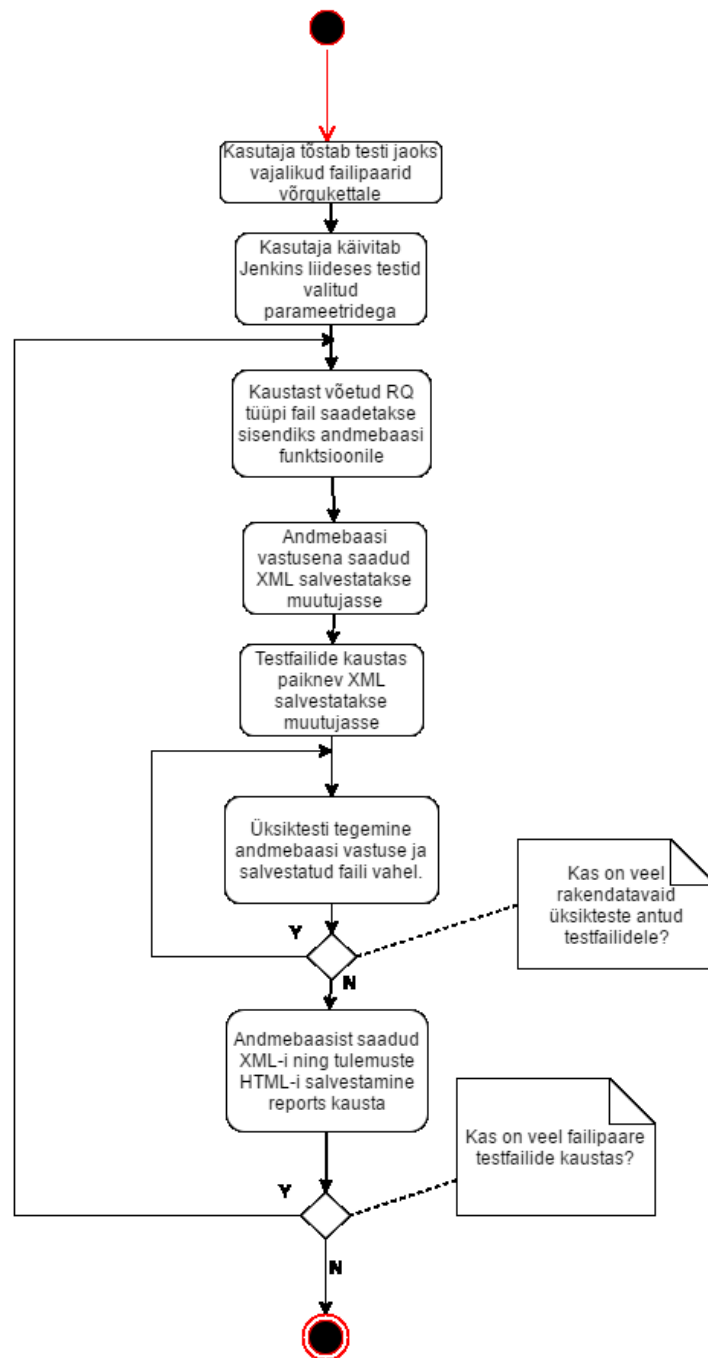 Kasutaja tõstab testi jaoks
vajalikud failipaarid
võrgukettale
Kasutaja käivitab
Jenkins liideses testid
valitud
parameetridega
Kaustast võetud RQ
tüüpi fail saadetakse
sisendiks andmebaasi
funktsioonile
Andmebaasi
vastusena saadud
XML salvestatakse
muutujasse
Testfailide kaustas
paiknev XML
salvestatakse
muutujasse
Üksiktesti tegemine
andmebaasi vastuse ja
salvestatud faili vahel.
Kas on veel
rakendatavaid
üksikteste antud
testfailidele?
Y
N
Andmebaasist saadud
XML-i ning tulemuste
HTML-i salvestamine
reports kausta
Kas on veel failipaare
testfailide kaustas?
Y
N